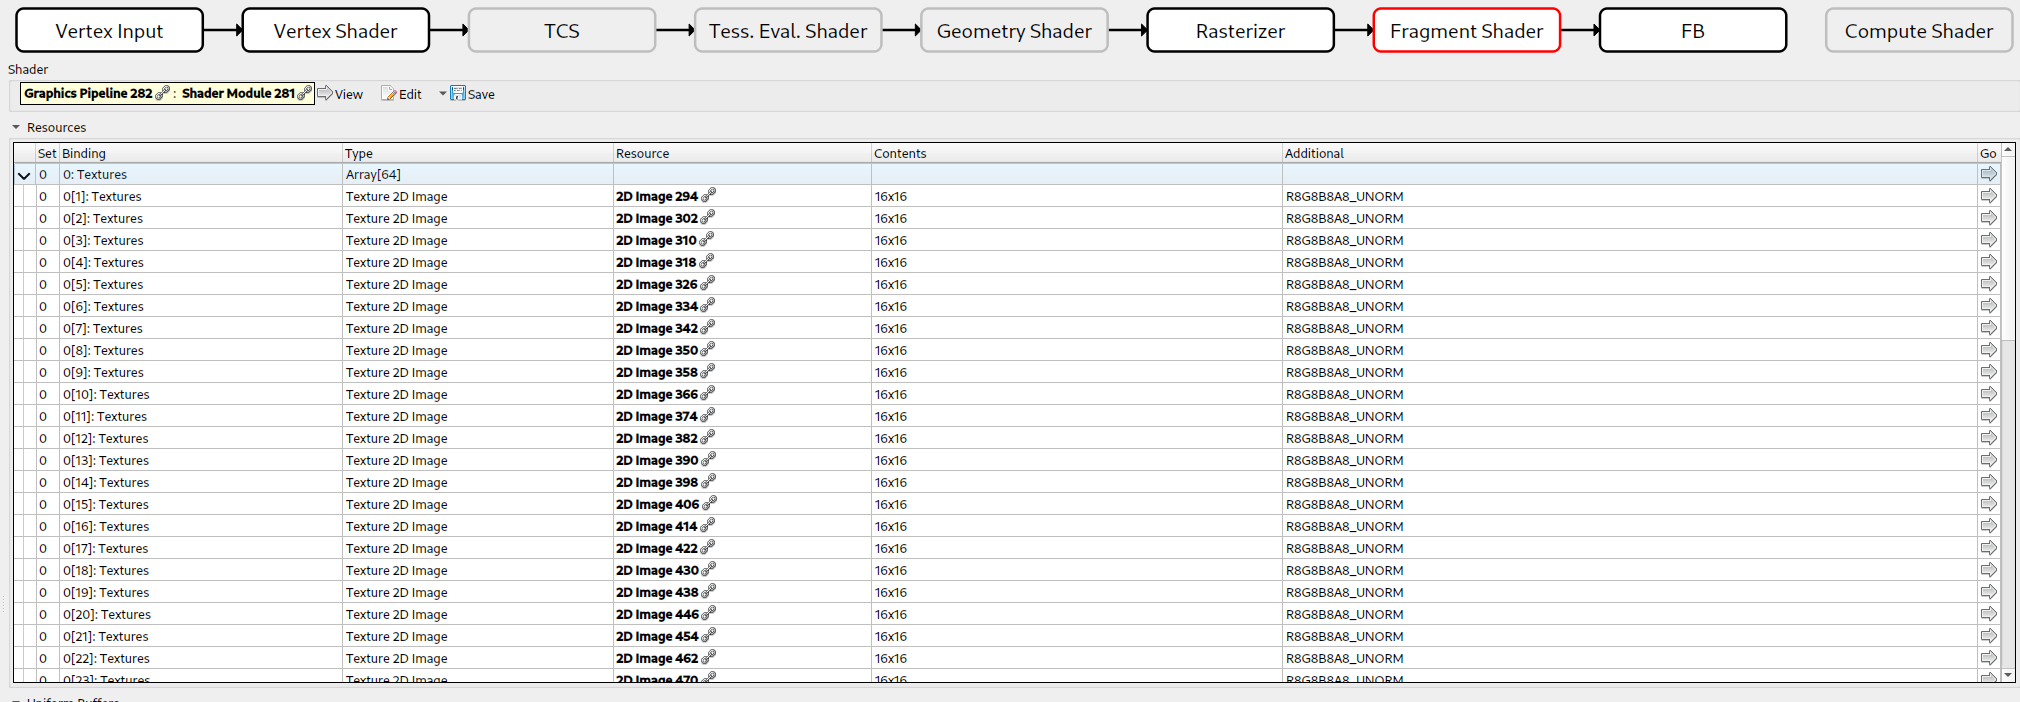 Vertex Input Vertex Shader TCS Tess. Eval. Shader Geometry Shader Rasterizer Fragment Shader FB Compute Shader
Shader
Graphics Pipeline 282 : Shader Module 281 View Edit Save
Resources
Set Binding Type Resource Contents Additional Go
0 0: Textures Array[64]
0 0[1]: Textures Texture 2D Image 2D Image 294 16x16 R8G8B8A8_UNORM
0 0[2]: Textures Texture 2D Image 2D Image 302 16x16 R8G8B8A8_UNORM
0 0[3]: Textures Texture 2D Image 2D Image 310 16x16 R8G8B8A8_UNORM
0 0[4]: Textures Texture 2D Image 2D Image 318 16x16 R8G8B8A8_UNORM
0 0[5]: Textures Texture 2D Image 2D Image 326 16x16 R8G8B8A8_UNORM
0 0[6]: Textures Texture 2D Image 2D Image 334 16x16 R8G8B8A8_UNORM
0 0[7]: Textures Texture 2D Image 2D Image 342 16x16 R8G8B8A8_UNORM
0 0[8]: Textures Texture 2D Image 2D Image 350 16x16 R8G8B8A8_UNORM
0 0[9]: Textures Texture 2D Image 2D Image 358 16x16 R8G8B8A8_UNORM
0 0[10]: Textures Texture 2D Image 2D Image 366 16x16 R8G8B8A8_UNORM
0 0[11]: Textures Texture 2D Image 2D Image 374 16x16 R8G8B8A8_UNORM
0 0[12]: Textures Texture 2D Image 2D Image 382 16x16 R8G8B8A8_UNORM
0 0[13]: Textures Texture 2D Image 2D Image 390 16x16 R8G8B8A8_UNORM
0 0[14]: Textures Texture 2D Image 2D Image 398 16x16 R8G8B8A8_UNORM
0 0[15]: Textures Texture 2D Image 2D Image 406 16x16 R8G8B8A8_UNORM
0 0[16]: Textures Texture 2D Image 2D Image 414 16x16 R8G8B8A8_UNORM
0 0[17]: Textures Texture 2D Image 2D Image 422 16x16 R8G8B8A8_UNORM
0 0[18]: Textures Texture 2D Image 2D Image 430 16x16 R8G8B8A8_UNORM
0 0[19]: Textures Texture 2D Image 2D Image 438 16x16 R8G8B8A8_UNORM
0 0[20]: Textures Texture 2D Image 2D Image 446 16x16 R8G8B8A8_UNORM
0 0[21]: Textures Texture 2D Image 2D Image 454 16x16 R8G8B8A8_UNORM
0 0[22]: Textures Texture 2D Image 2D Image 462 16x16 R8G8B8A8_UNORM
0 0[23]: Textures Texture 2D Image 2D Image 470 16x16 R8G8B8A8_UNORM
Uniform Buffers